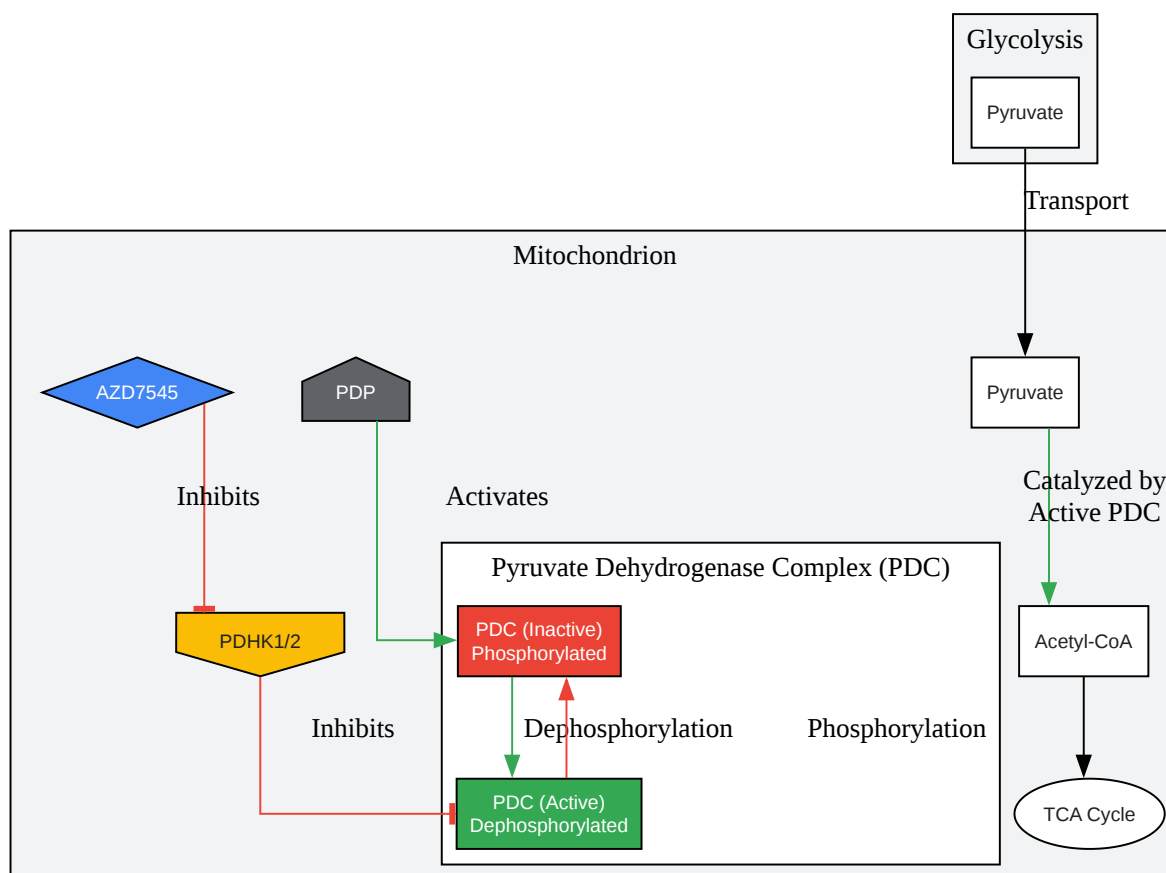 Glycolysis
Pyruvate
Transport
Mitochondrion
AZD7545
PDP
Pyruvate
Inhibits
Activates
Catalyzed by
Active PDC
Pyruvate Dehydrogenase Complex (PDC)
PDHK1/2
PDC (Inactive)
Phosphorylated
Acetyl-CoA
Inhibits
Dephosphorylation
Phosphorylation
PDC (Active)
Dephosphorylated
TCA Cycle